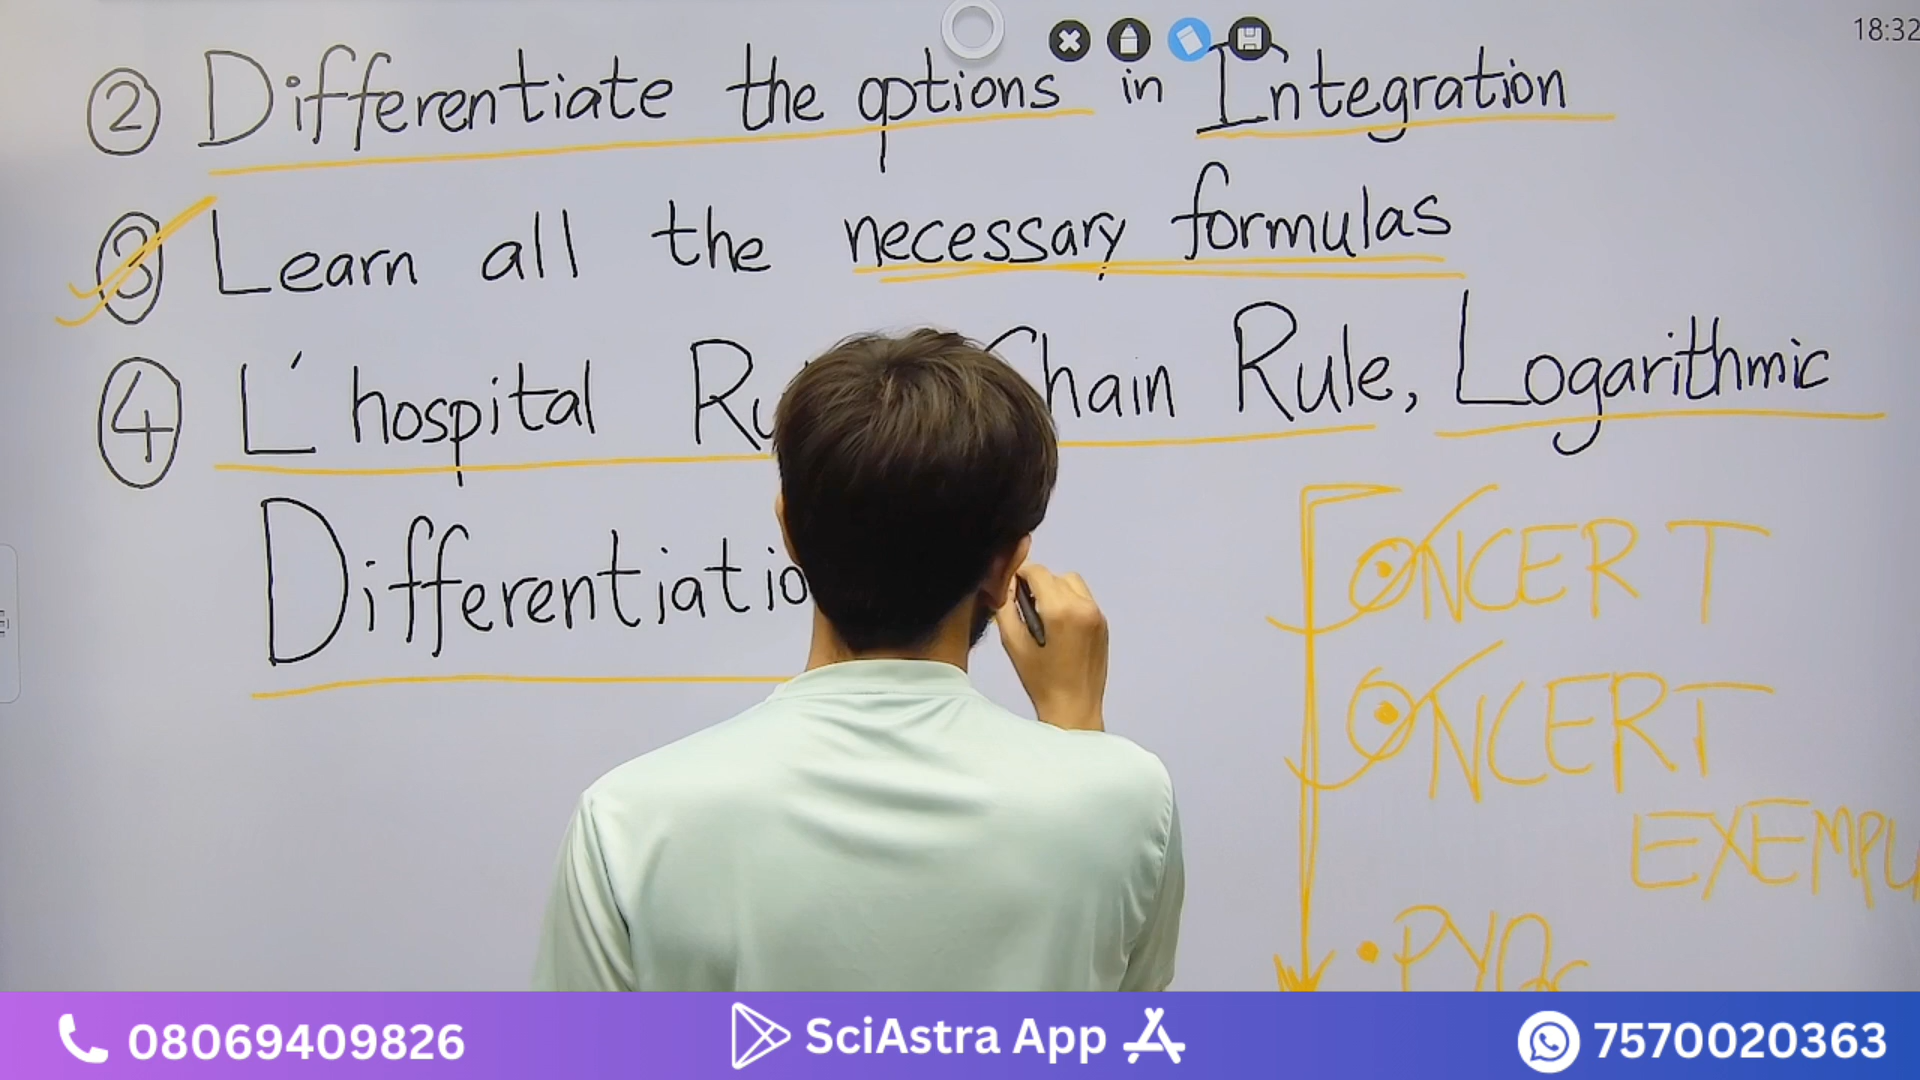 18:32
② Differentiate the options in Integration
③ Learn all the necessary formulas
④ L'hospital Ru Chain Rule, Logarithmic
Differentiatio
NCERT
NCERT
EXEMPL
• PYQs
08069409826
SciAstra App
7570020363